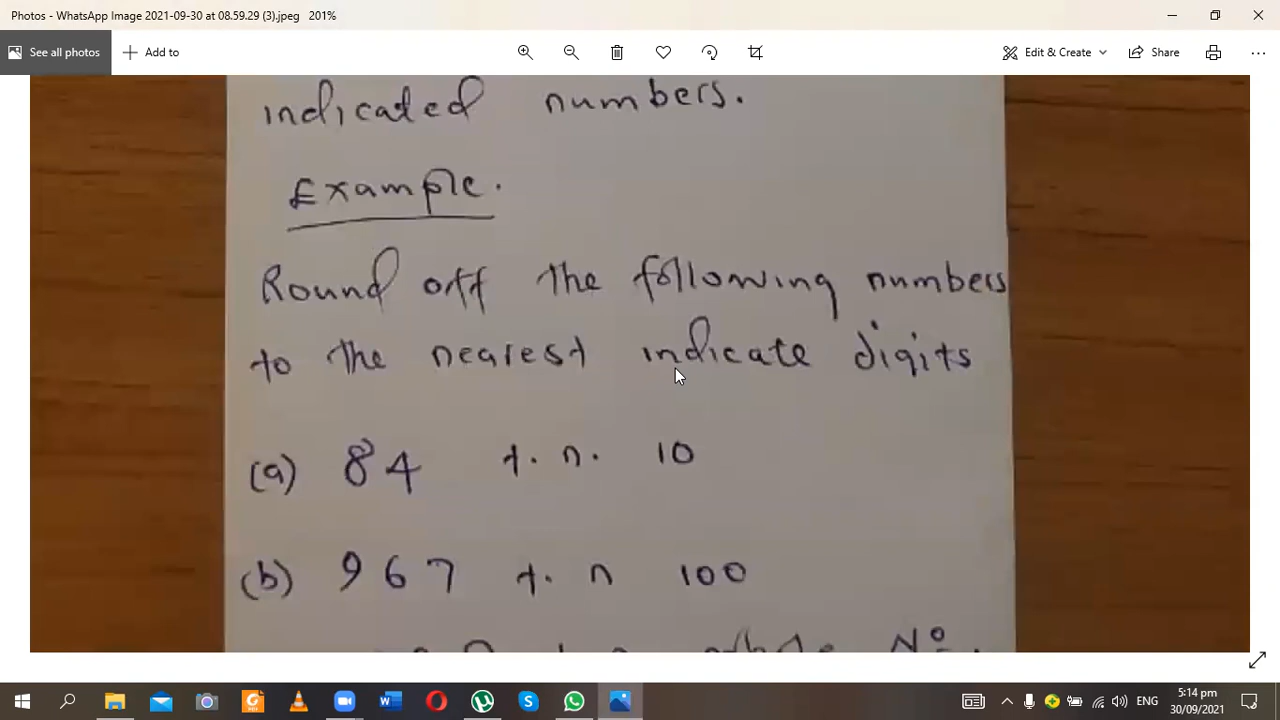 Photos - WhatsApp Image 2021-09-30 at 08.59.29 (3).jpeg 201%
See all photos Add to Edit & Create Share
indicated numbers.
Example.
Round off the following numbers
to the nearest indicate digits
(a) 84 t. n. 10
(b) 967 t. n 100
whole Nº.
ENG 5:14 pm
30/09/2021